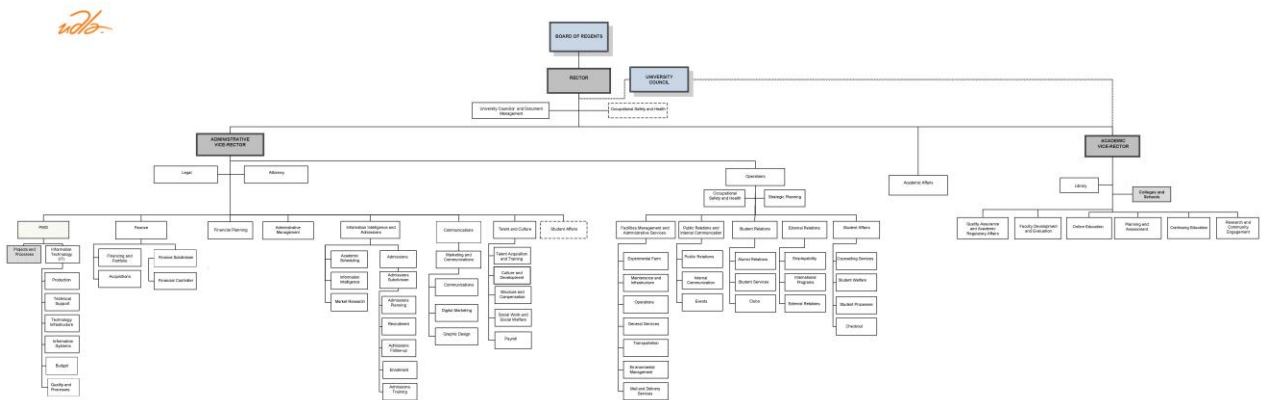 udla-
BOARD OF REGENTS
RECTOR
UNIVERSITY
COUNCIL
University Counsel and Document
Management
Occupational Safety and Health
ADMINISTRATIVE
VICE-RECTOR
ACADEMIC
VICE-RECTOR
Legal
Attorney
Operations
Academic Affairs
Library
Colleges and
Schools
Occupational
Safety and Health
Strategic Planning
PMO
Finance
Financial Planning
Administrative
Management
Information Intelligence and
Admissions
Communications
Talent and Culture
Student Affairs
Facilities Management and
Administrative Services
Public Relations and
Internal Communication
Student Relations
External Relations
Student Affairs
Quality Assurance
and Academic
Regulatory Affairs
Faculty Development
and Evaluation
Online Education
Planning and
Assessment
Continuing Education
Research and
Community
Engagement
Projects and
Processes
Information
Technology
(IT)
Production
Technical
Support
Technology
Infrastructure
Information
Systems
Budget
Quality and
Processes
Financing and
Portfolio
Acquisitions
Finance Subdivision
Financial Controller
Academic
Scheduling
Information
Intelligence
Market Research
Admissions
Admissions
Subdivision
Admissions
Planning
Recruitment
Admissions
Follow-up
Enrolment
Admissions
Training
Marketing and
Communications
Communications
Digital Marketing
Graphic Design
Talent Acquisition
and Training
Culture and
Development
Structure and
Compensation
Social Work and
Social Welfare
Payroll
Experimental Farm
Maintenance and
Infrastructure
Operations
General Services
Transportation
Environmental
Management
Mail and Delivery
Services
Public Relations
Internal
Communication
Events
Alumni Relations
Student Services
Clubs
Employability
International
Programs
External Relations
Counselling Services
Student Welfare
Student Processes
Checkout